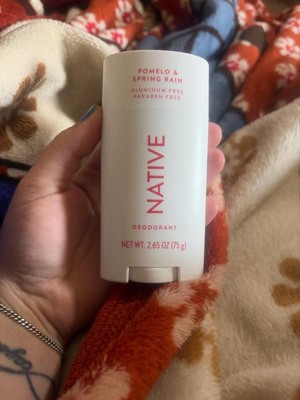 POMELO &
SPRING RAIN
ALUMINUM FREE
PARABEN FREE
NATIVE
DEODORANT
NET WT. 2.65 OZ (75 g)